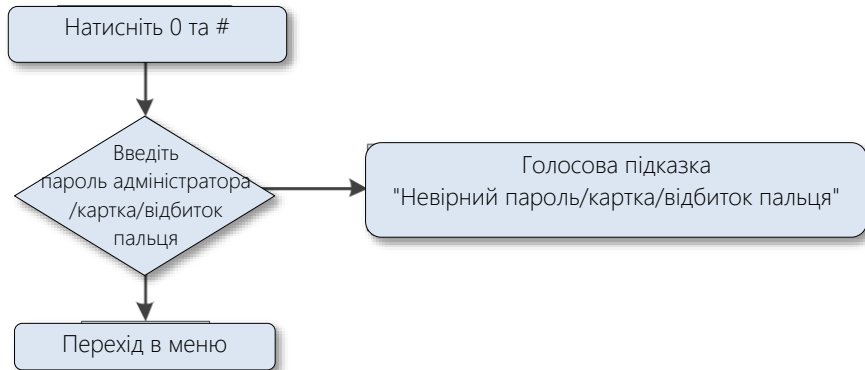 Натисніть 0 та #
Введіть
пароль адміністратора
/картка/відбиток
пальця
Голосова підказка
"Невірний пароль/картка/відбиток пальця"
Перехід в меню